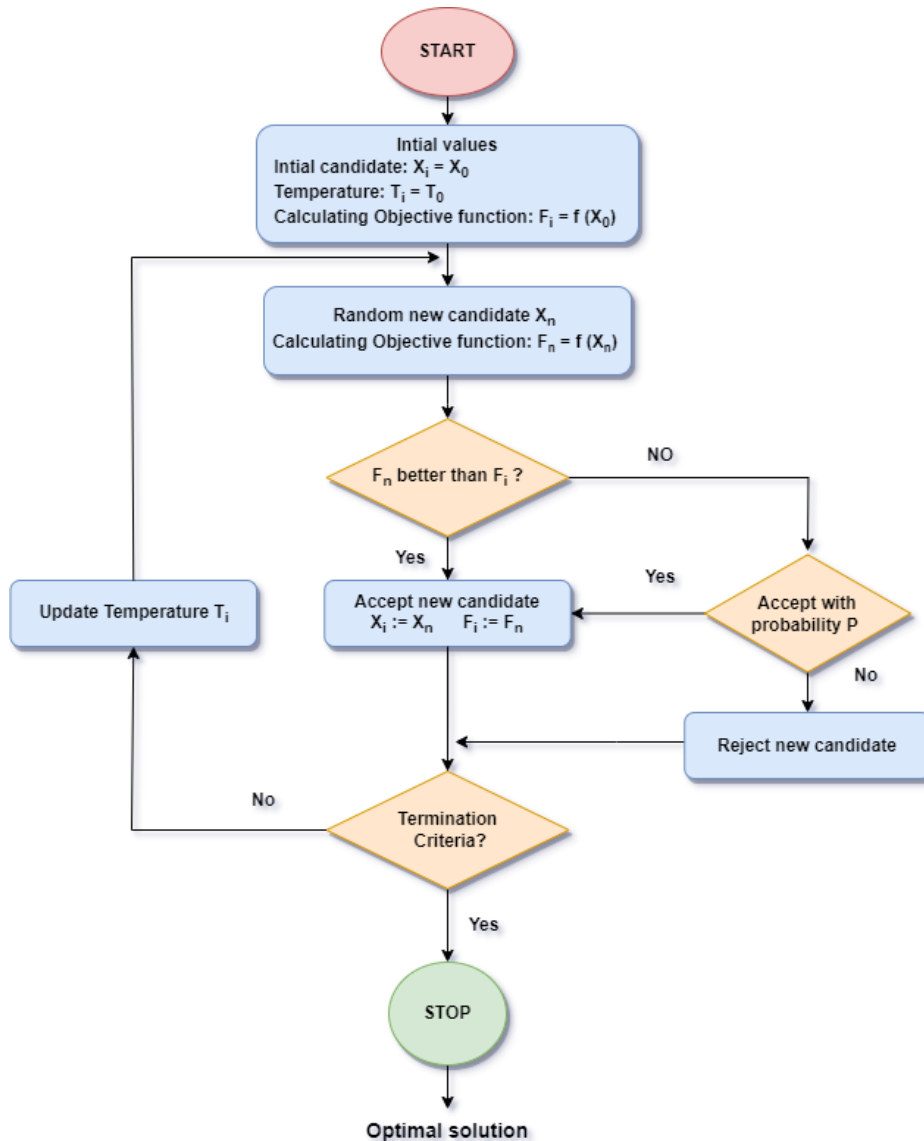 START
Intial values
Intial candidate: Xi = X0
Temperature: Ti = T0
Calculating Objective function: Fi = f (X0)
Random new candidate Xn
Calculating Objective function: Fn = f (Xn)
Fn better than Fi ?
NO
Yes
Yes
Update Temperature Ti
Accept new candidate
Xi := Xn Fi := Fn
Accept with
probability P
No
Reject new candidate
No
Termination
Criteria?
Yes
STOP
Optimal solution